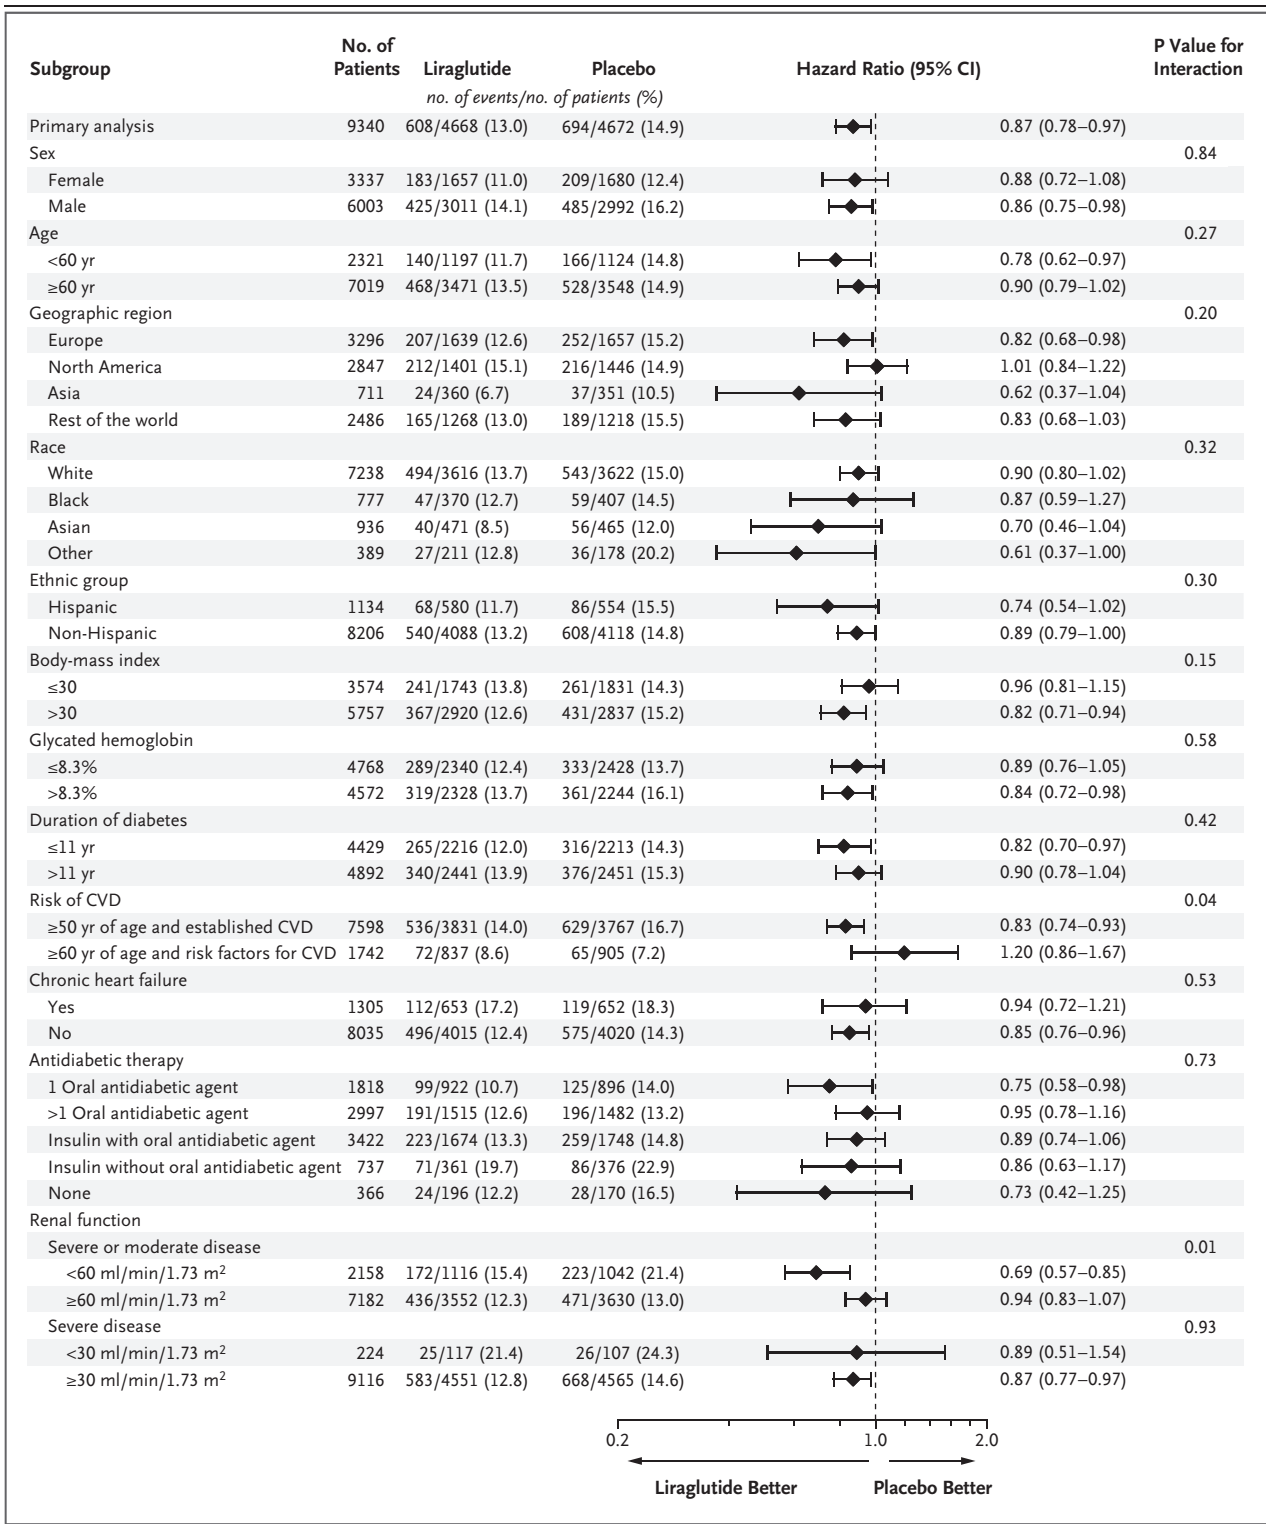 Subgroup No. of Patients Liraglutide Placebo Hazard Ratio (95% CI) P Value for Interaction
no. of events/no. of patients (%)
Primary analysis 9340 608/4668 (13.0) 694/4672 (14.9) 0.87 (0.78–0.97)
Sex 0.84
Female 3337 183/1657 (11.0) 209/1680 (12.4) 0.88 (0.72–1.08)
Male 6003 425/3011 (14.1) 485/2992 (16.2) 0.86 (0.75–0.98)
Age 0.27
<60 yr 2321 140/1197 (11.7) 166/1124 (14.8) 0.78 (0.62–0.97)
≥60 yr 7019 468/3471 (13.5) 528/3548 (14.9) 0.90 (0.79–1.02)
Geographic region 0.20
Europe 3296 207/1639 (12.6) 252/1657 (15.2) 0.82 (0.68–0.98)
North America 2847 212/1401 (15.1) 216/1446 (14.9) 1.01 (0.84–1.22)
Asia 711 24/360 (6.7) 37/351 (10.5) 0.62 (0.37–1.04)
Rest of the world 2486 165/1268 (13.0) 189/1218 (15.5) 0.83 (0.68–1.03)
Race 0.32
White 7238 494/3616 (13.7) 543/3622 (15.0) 0.90 (0.80–1.02)
Black 777 47/370 (12.7) 59/407 (14.5) 0.87 (0.59–1.27)
Asian 936 40/471 (8.5) 56/465 (12.0) 0.70 (0.46–1.04)
Other 389 27/211 (12.8) 36/178 (20.2) 0.61 (0.37–1.00)
Ethnic group 0.30
Hispanic 1134 68/580 (11.7) 86/554 (15.5) 0.74 (0.54–1.02)
Non-Hispanic 8206 540/4088 (13.2) 608/4118 (14.8) 0.89 (0.79–1.00)
Body-mass index 0.15
≤30 3574 241/1743 (13.8) 261/1831 (14.3) 0.96 (0.81–1.15)
>30 5757 367/2920 (12.6) 431/2837 (15.2) 0.82 (0.71–0.94)
Glycated hemoglobin 0.58
≤8.3% 4768 289/2340 (12.4) 333/2428 (13.7) 0.89 (0.76–1.05)
>8.3% 4572 319/2328 (13.7) 361/2244 (16.1) 0.84 (0.72–0.98)
Duration of diabetes 0.42
≤11 yr 4429 265/2216 (12.0) 316/2213 (14.3) 0.82 (0.70–0.97)
>11 yr 4892 340/2441 (13.9) 376/2451 (15.3) 0.90 (0.78–1.04)
Risk of CVD 0.04
≥50 yr of age and established CVD 7598 536/3831 (14.0) 629/3767 (16.7) 0.83 (0.74–0.93)
≥60 yr of age and risk factors for CVD 1742 72/837 (8.6) 65/905 (7.2) 1.20 (0.86–1.67)
Chronic heart failure 0.53
Yes 1305 112/653 (17.2) 119/652 (18.3) 0.94 (0.72–1.21)
No 8035 496/4015 (12.4) 575/4020 (14.3) 0.85 (0.76–0.96)
Antidiabetic therapy 0.73
1 Oral antidiabetic agent 1818 99/922 (10.7) 125/896 (14.0) 0.75 (0.58–0.98)
>1 Oral antidiabetic agent 2997 191/1515 (12.6) 196/1482 (13.2) 0.95 (0.78–1.16)
Insulin with oral antidiabetic agent 3422 223/1674 (13.3) 259/1748 (14.8) 0.89 (0.74–1.06)
Insulin without oral antidiabetic agent 737 71/361 (19.7) 86/376 (22.9) 0.86 (0.63–1.17)
None 366 24/196 (12.2) 28/170 (16.5) 0.73 (0.42–1.25)
Renal function
Severe or moderate disease 0.01
<60 ml/min/1.73 m² 2158 172/1116 (15.4) 223/1042 (21.4) 0.69 (0.57–0.85)
≥60 ml/min/1.73 m² 7182 436/3552 (12.3) 471/3630 (13.0) 0.94 (0.83–1.07)
Severe disease 0.93
<30 ml/min/1.73 m² 224 25/117 (21.4) 26/107 (24.3) 0.89 (0.51–1.54)
≥30 ml/min/1.73 m² 9116 583/4551 (12.8) 668/4565 (14.6) 0.87 (0.77–0.97)
0.2 1.0 2.0
Liraglutide Better Placebo Better